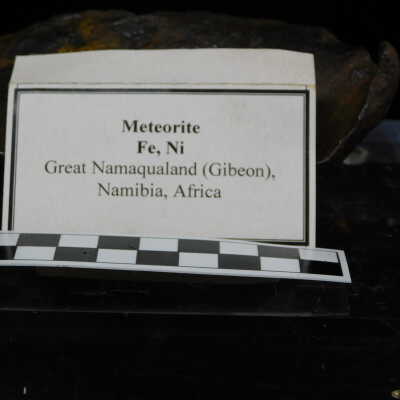 Meteorite
Fe, Ni
Great Namaqualand (Gibeon),
Namibia, Africa